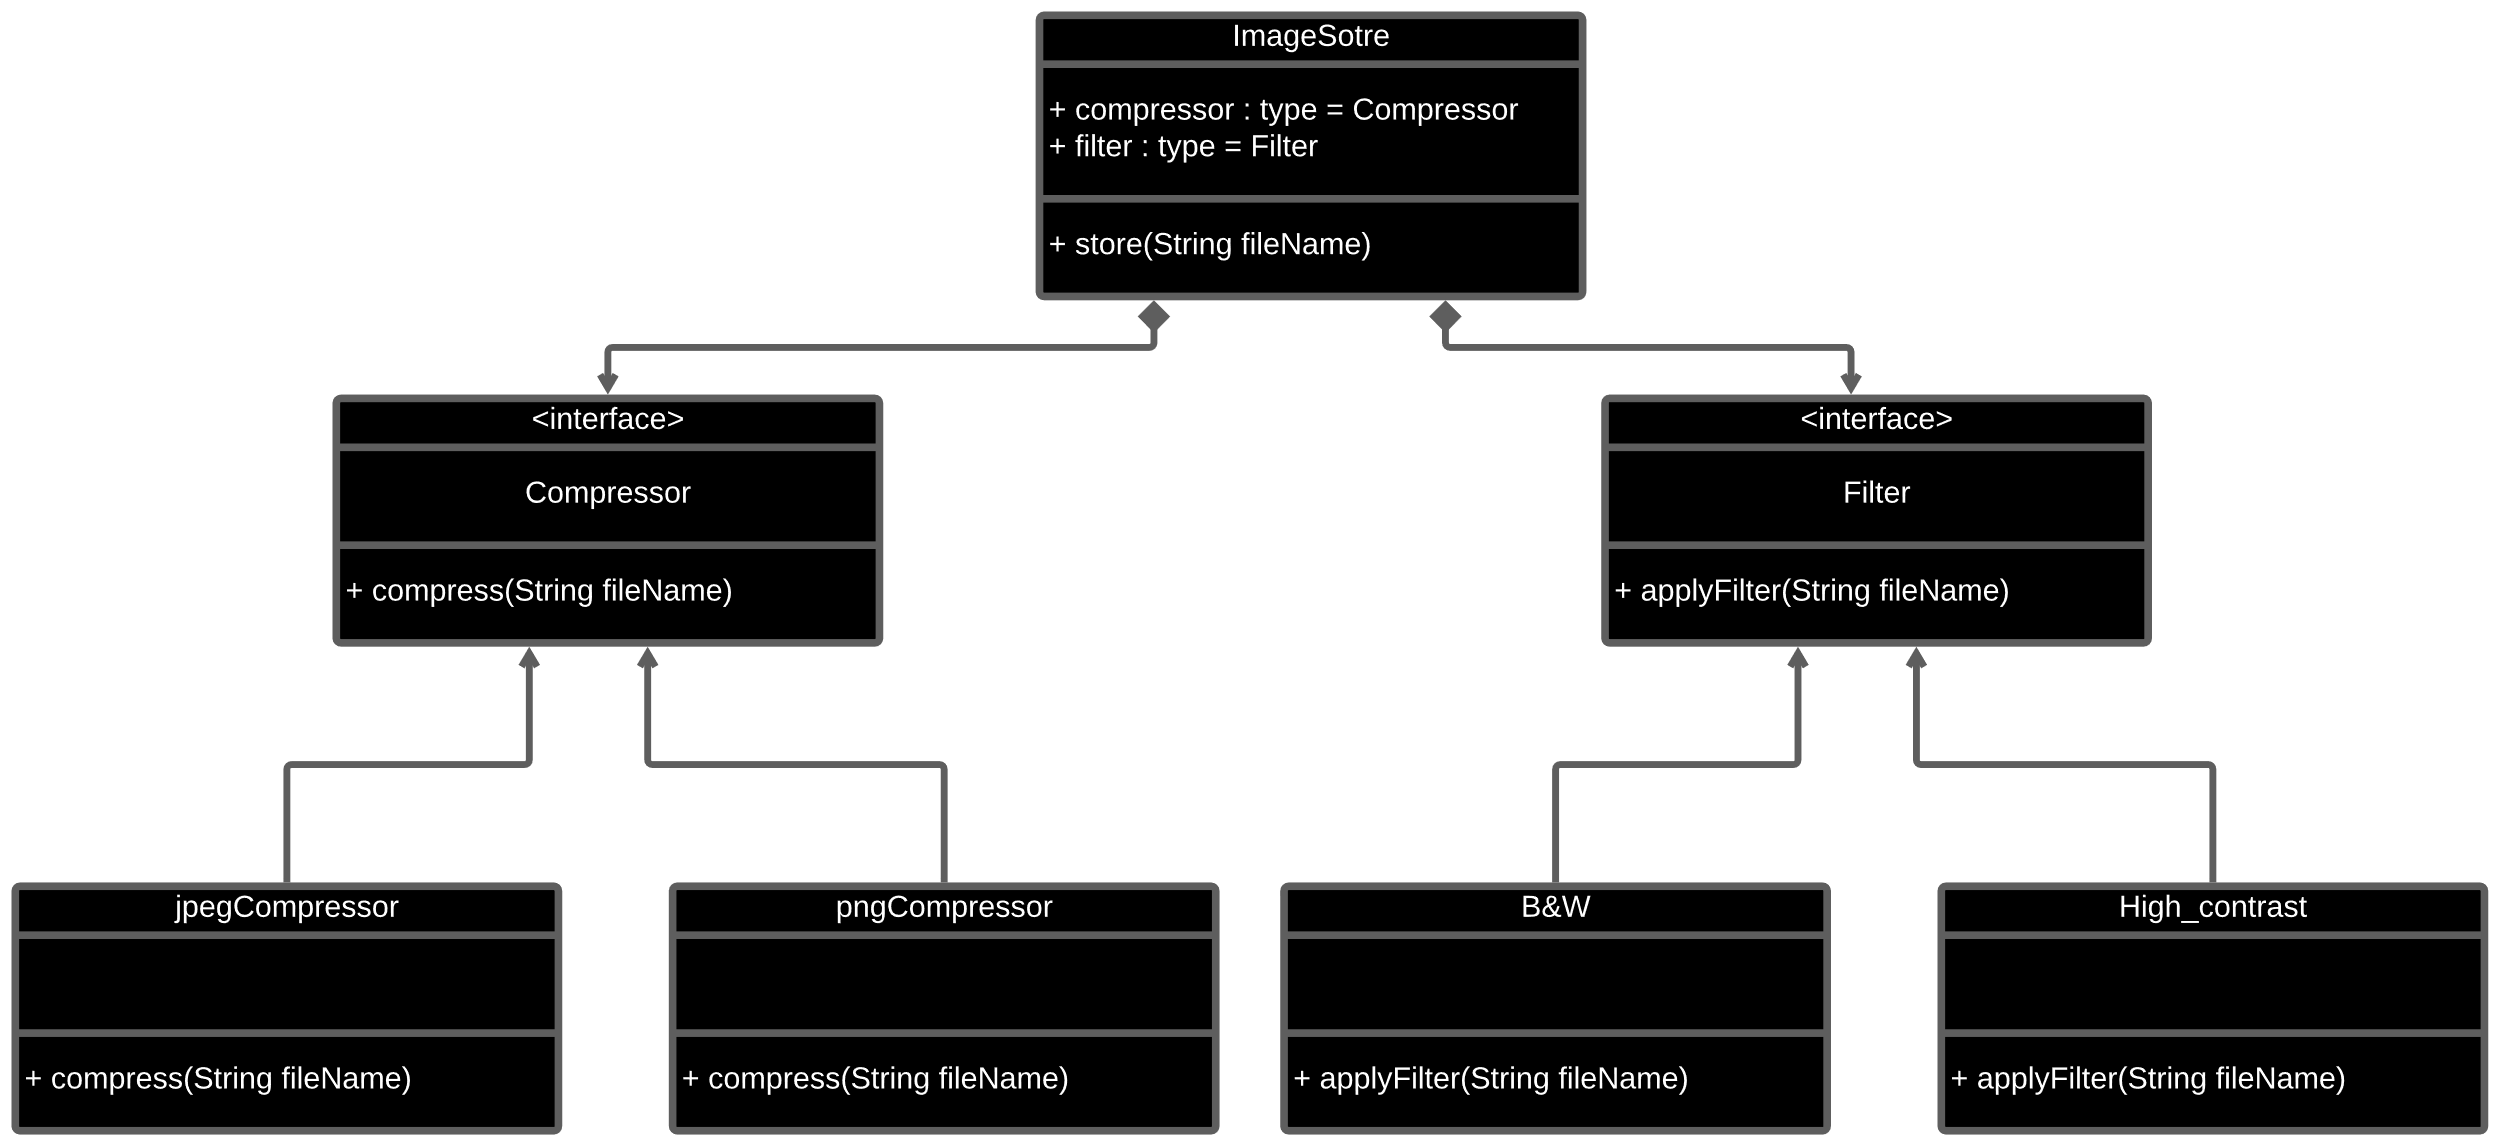 ImageSotre
+ compressor : type = Compressor
+ filter : type = Filter
+ store(String fileName)
<interface>
Compressor
+ compress(String fileName)
<interface>
Filter
+ applyFilter(String fileName)
jpegCompressor
+ compress(String fileName)
pngCompressor
+ compress(String fileName)
B&W
+ applyFilter(String fileName)
High_contrast
+ applyFilter(String fileName)